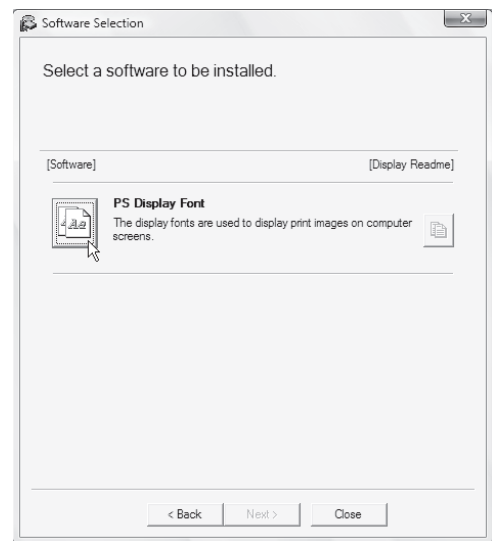 Software Selection
Select a software to be installed.
[Software] [Display Readme]
PS Display Font
The display fonts are used to display print images on computer
screens.
< Back Next > Close